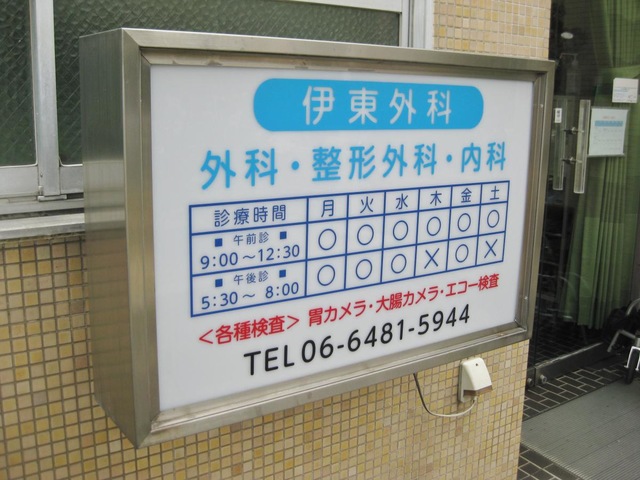 伊東外科
外科・整形外科・内科
診療時間 月 火 水 木 金 土
■ 午前診 ■
9:00～12:30 ○ ○ ○ ○ ○ ○
■ 午後診 ■
5:30～ 8:00 ○ ○ ○ × ○ ×
＜各種検査＞ 胃カメラ・大腸カメラ・エコー検査
TEL 06-6481-5944